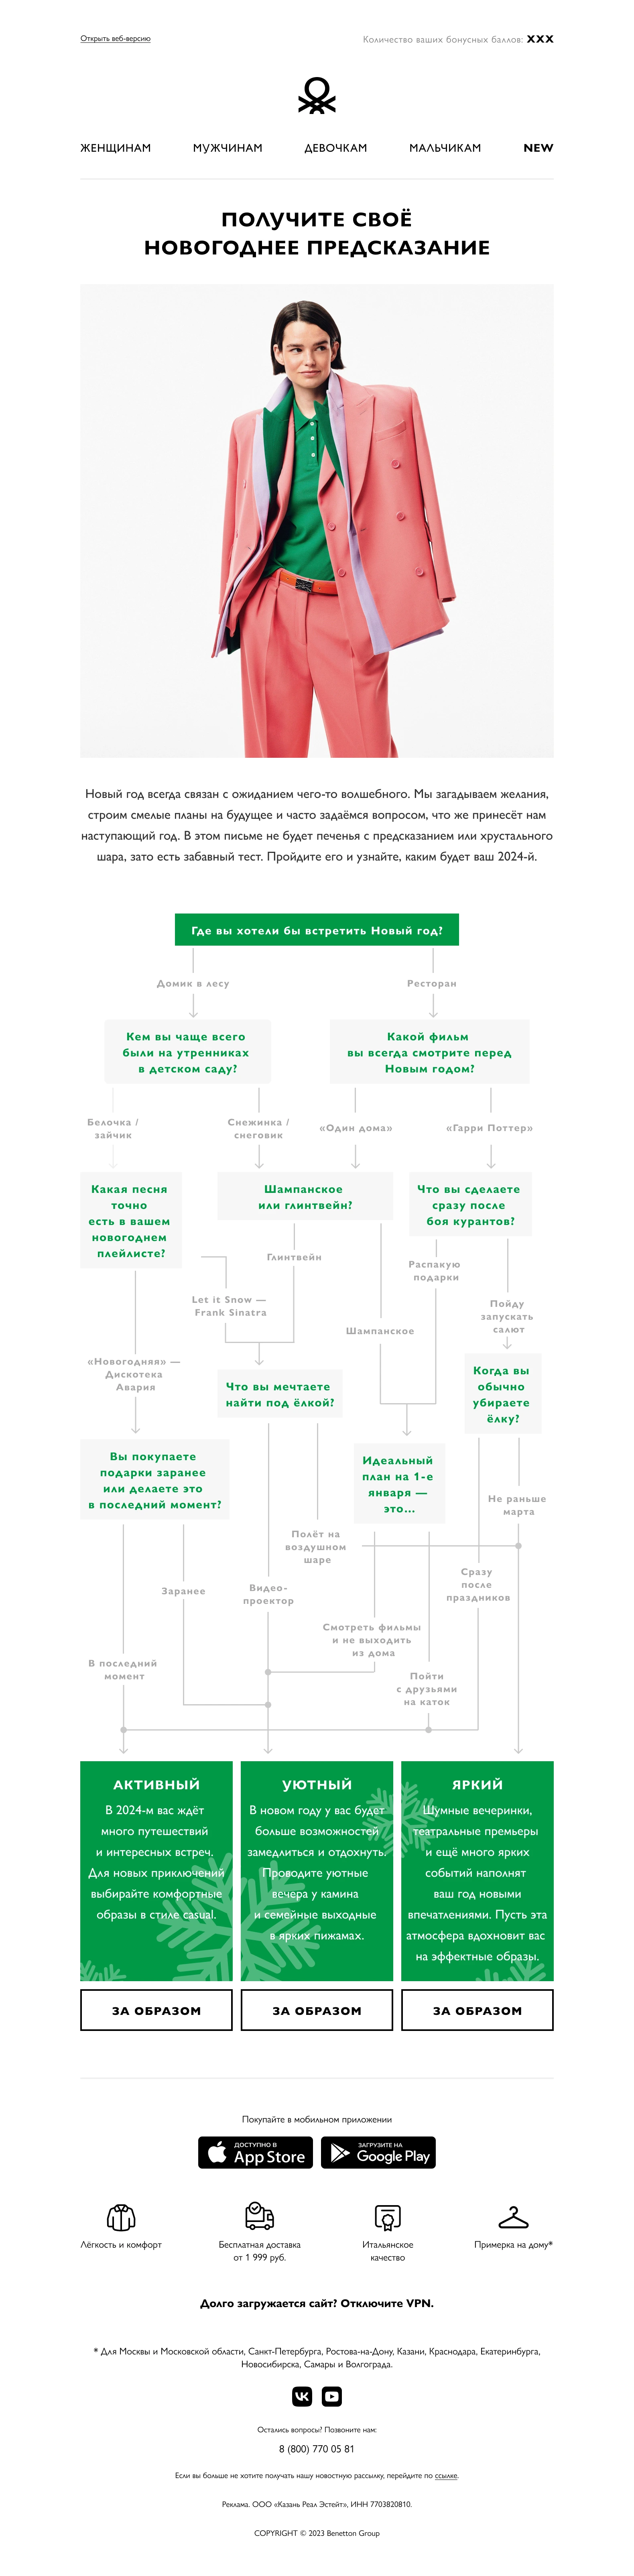 Открыть веб-версию
Количество ваших бонусных баллов: XXX
ЖЕНЩИНАМ МУЖЧИНАМ ДЕВОЧКАМ МАЛЬЧИКАМ NEW
ПОЛУЧИТЕ СВОЁ
НОВОГОДНЕЕ ПРЕДСКАЗАНИЕ
Новый год всегда связан с ожиданием чего-то волшебного. Мы загадываем желания,
строим смелые планы на будущее и часто задаёмся вопросом, что же принесёт нам
наступающий год. В этом письме не будет печенья с предсказанием или хрустального
шара, зато есть забавный тест. Пройдите его и узнайте, каким будет ваш 2024-й.
Где вы хотели бы встретить Новый год?
Домик в лесу
Ресторан
Кем вы чаще всего
были на утренниках
в детском саду?
Какой фильм
вы всегда смотрите перед
Новым годом?
Белочка /
зайчик
Снежинка /
снеговик
«Один дома»
«Гарри Поттер»
Какая песня
точно
есть в вашем
новогоднем
плейлисте?
Шампанское
или глинтвейн?
Что вы сделаете
сразу после
боя курантов?
Глинтвейн
Распакую
подарки
Let it Snow —
Frank Sinatra
Пойду
запускать
салют
Шампанское
«Новогодняя» —
Дискотека
Авария
Что вы мечтаете
найти под ёлкой?
Когда вы
обычно
убираете
ёлку?
Вы покупаете
подарки заранее
или делаете это
в последний момент?
Идеальный
план на 1-е
января —
это...
Не раньше
марта
Полёт на
воздушном
шаре
Сразу
после
праздников
Заранее
Видео-
проектор
Смотреть фильмы
и не выходить
из дома
В последний
момент
Пойти
с друзьями
на каток
АКТИВНЫЙ
В 2024-м вас ждёт
много путешествий
и интересных встреч.
Для новых приключений
выбирайте комфортные
образы в стиле casual.
УЮТНЫЙ
В новом году у вас будет
больше возможностей
замедлиться и отдохнуть.
Проводите уютные
вечера у камина
и семейные выходные
в ярких пижамах.
ЯРКИЙ
Шумные вечеринки,
театральные премьеры
и ещё много ярких
событий наполнят
ваш год новыми
впечатлениями. Пусть эта
атмосфера вдохновит вас
на эффектные образы.
ЗА ОБРАЗОМ ЗА ОБРАЗОМ ЗА ОБРАЗОМ
Покупайте в мобильном приложении
ДОСТУПНО В
App Store
ЗАГРУЗИТЕ НА
Google Play
Лёгкость и комфорт
Бесплатная доставка
от 1 999 руб.
Итальянское
качество
Примерка на дому*
Долго загружается сайт? Отключите VPN.
* Для Москвы и Московской области, Санкт-Петербурга, Ростова-на-Дону, Казани, Краснодара, Екатеринбурга,
Новосибирска, Самары и Волгограда.
Остались вопросы? Позвоните нам:
8 (800) 770 05 81
Если вы больше не хотите получать нашу новостную рассылку, перейдите по ссылке.
Реклама. ООО «Казань Реал Эстейт», ИНН 7703820810.
COPYRIGHT © 2023 Benetton Group